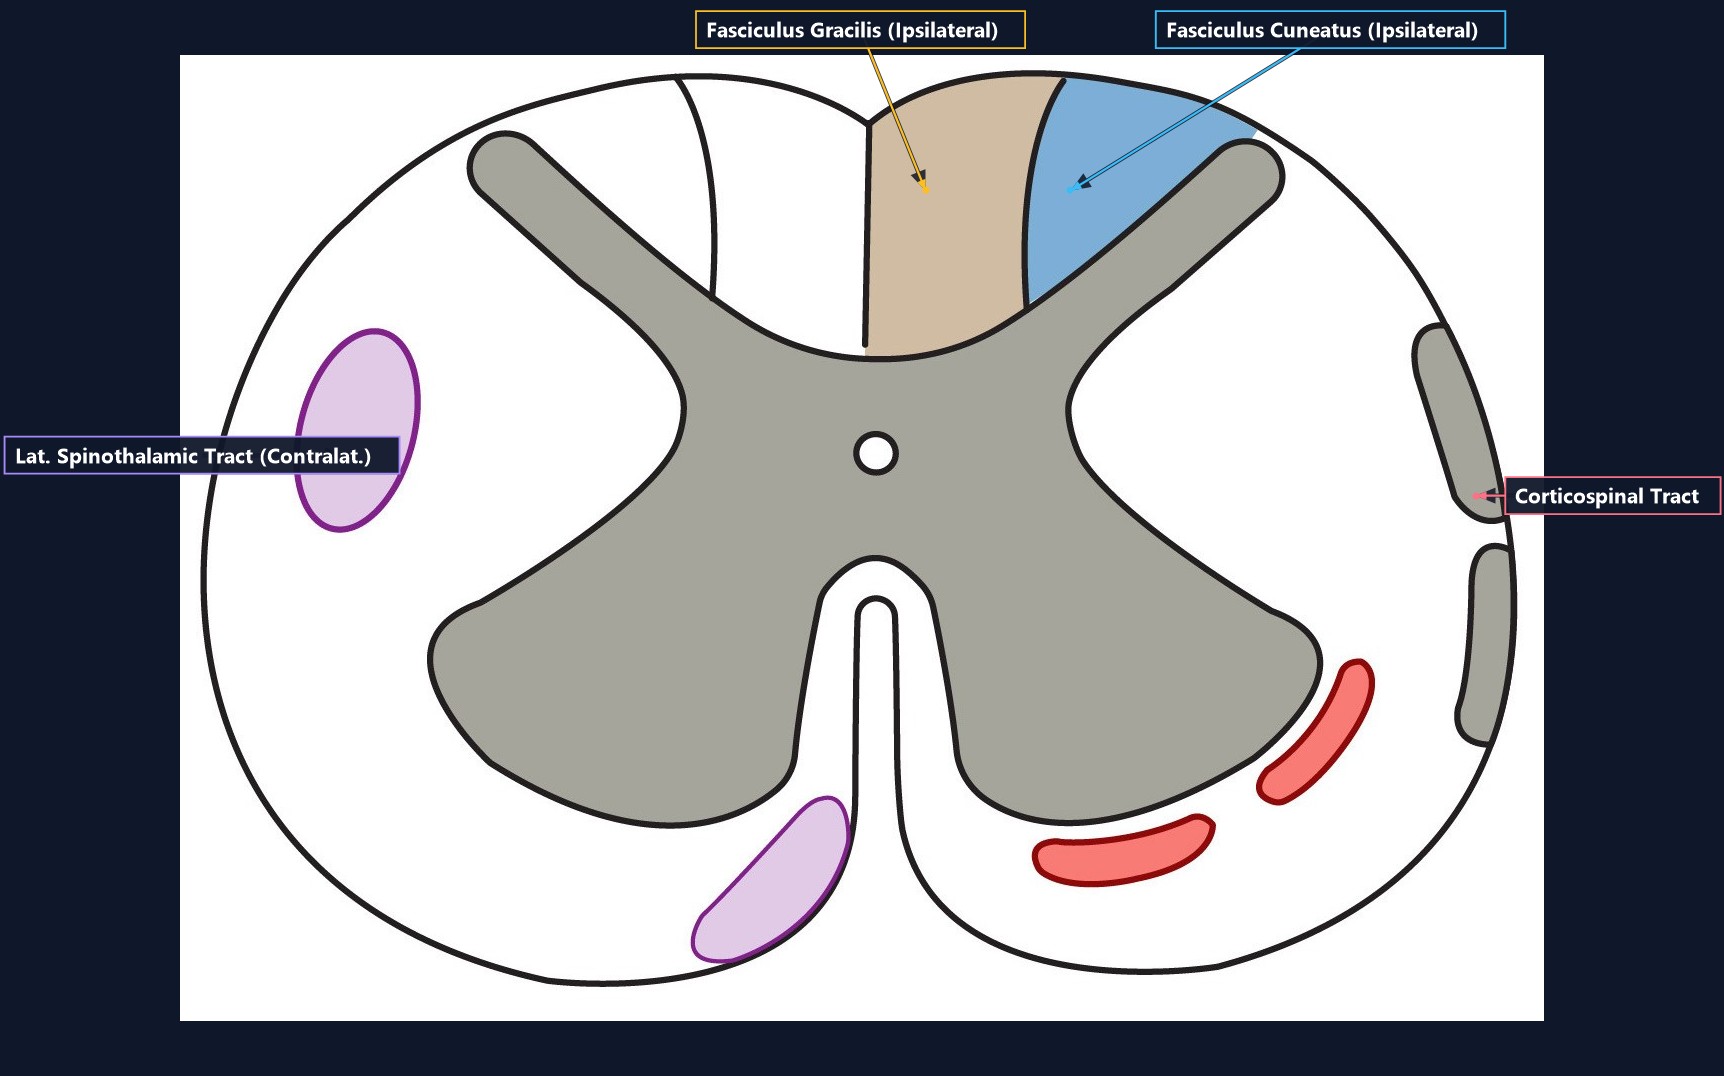 Fasciculus Gracilis (Ipsilateral)
Fasciculus Cuneatus (Ipsilateral)
Lat. Spinothalamic Tract (Contralat.)
Corticospinal Tract